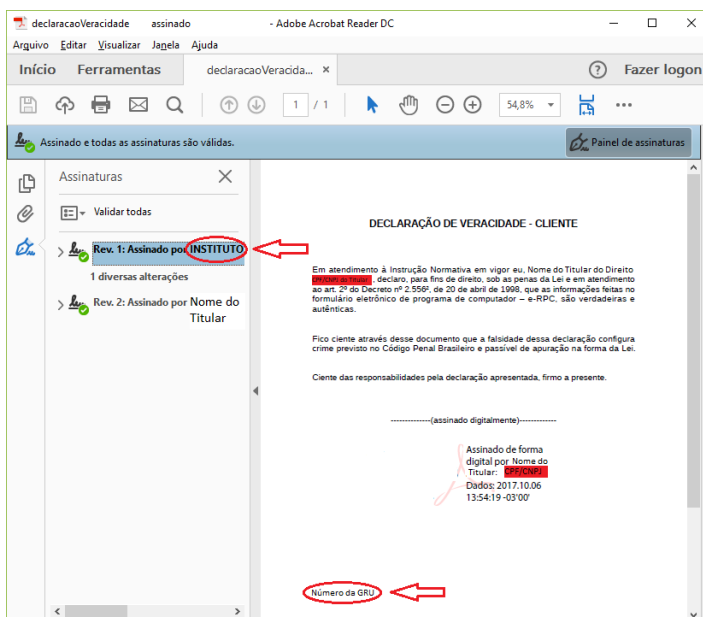 declaracaoVeracidade assinado - Adobe Acrobat Reader DC
Arquivo Editar Visualizar Janela Ajuda
Início Ferramentas declaracaoVeracida... × ? Fazer logon
1 / 1 54,8% •••
Assinado e todas as assinaturas são válidas. Painel de assinaturas
Assinaturas
Validar todas
Rev. 1: Assinado por INSTITUTO
1 diversas alterações
Rev. 2: Assinado por Nome do
Titular
DECLARAÇÃO DE VERACIDADE - CLIENTE
Em atendimento à Instrução Normativa em vigor eu, Nome do Titular do Direito
CPF/CNPJ do Titular , declaro, para fins de direito, sob as penas da Lei e em atendimento
ao art. 2º do Decreto nº 2.556², de 20 de abril de 1998, que as informações feitas no
formulário eletrônico de programa de computador – e-RPC, são verdadeiras e
autênticas.
Fico ciente através desse documento que a falsidade dessa declaração configura
crime previsto no Código Penal Brasileiro e passível de apuração na forma da Lei.
Ciente das responsabilidades pela declaração apresentada, firmo a presente.
--------------(assinado digitalmente)-------------
Assinado de forma
digital por Nome do
Titular: CPF/CNPJ
Dados: 2017.10.06
13:54:19 -03'00'
Número da GRU